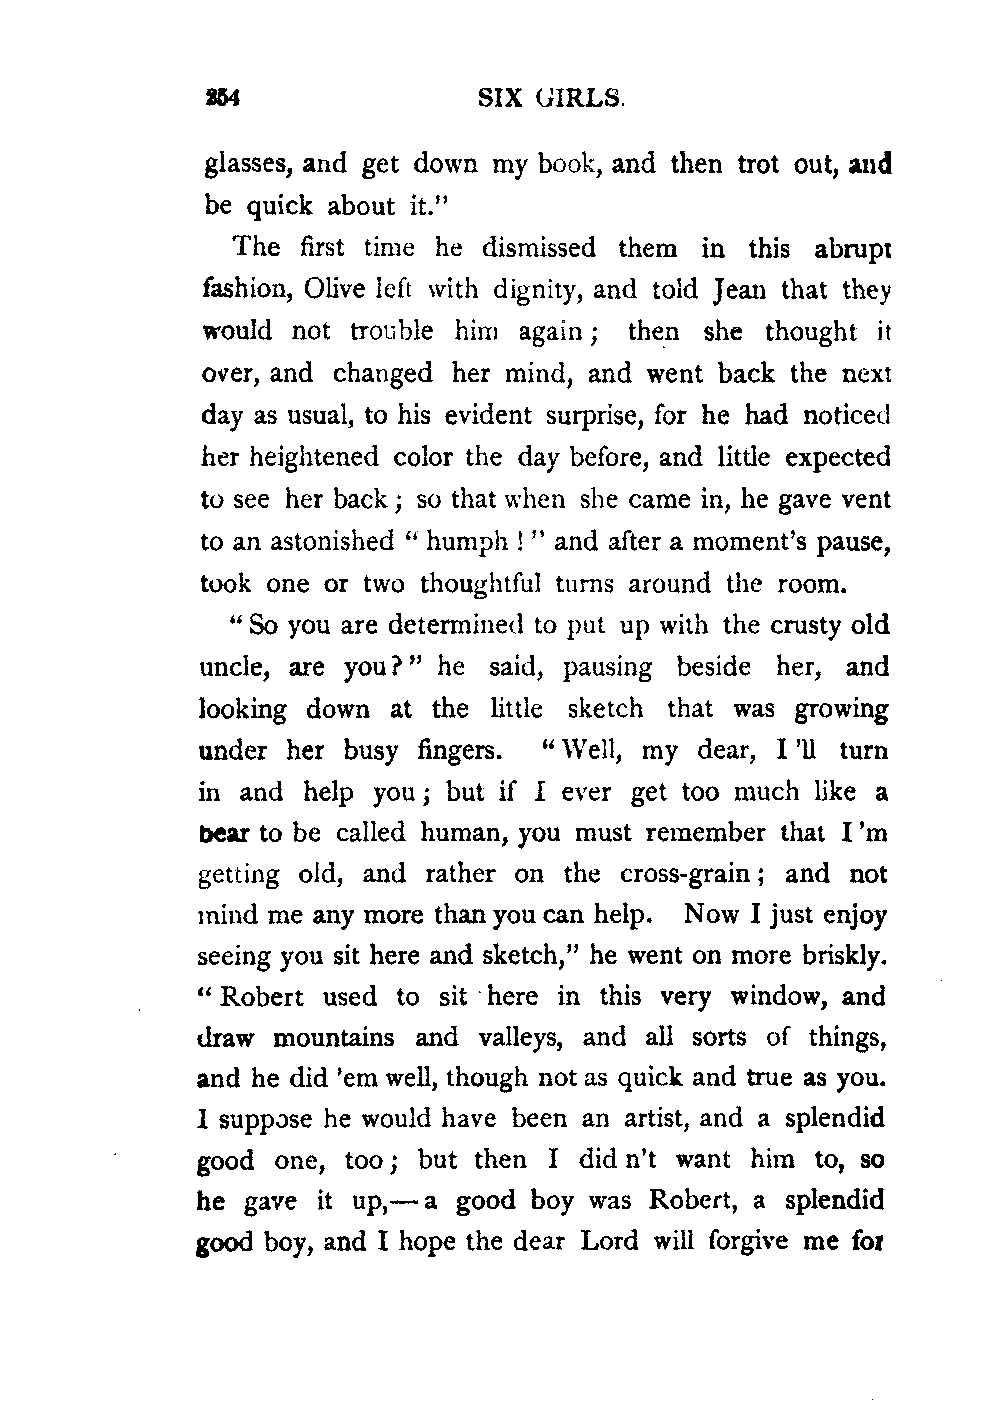 254 SIX GIRLS.
glasses, and get down my book, and then trot out, and
be quick about it."
The first time he dismissed them in this abrupt
fashion, Olive left with dignity, and told Jean that they
would not trouble him again; then she thought it
over, and changed her mind, and went back the next
day as usual, to his evident surprise, for he had noticed
her heightened color the day before, and little expected
to see her back; so that when she came in, he gave vent
to an astonished "humph!" and after a moment's pause,
took one or two thoughtful turns around the room.
"So you are determined to put up with the crusty old
uncle, are you?" he said, pausing beside her, and
looking down at the little sketch that was growing
under her busy fingers. "Well, my dear, I'll turn
in and help you; but if I ever get too much like a
bear to be called human, you must remember that I'm
getting old, and rather on the cross-grain; and not
mind me any more than you can help. Now I just enjoy
seeing you sit here and sketch," he went on more briskly.
"Robert used to sit here in this very window, and
draw mountains and valleys, and all sorts of things,
and he did 'em well, though not as quick and true as you.
I suppose he would have been an artist, and a splendid
good one, too; but then I didn't want him to, so
he gave it up,—a good boy was Robert, a splendid
good boy, and I hope the dear Lord will forgive me for